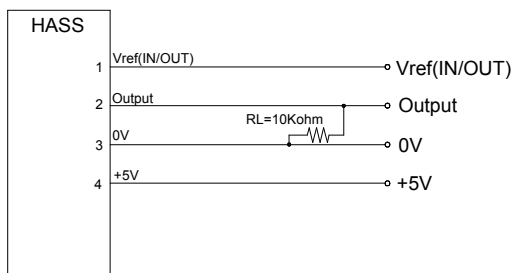 HASS
1 Vref(IN/OUT) Vref(IN/OUT)
2 Output Output
RL=10Kohm
3 0V 0V
4 +5V +5V